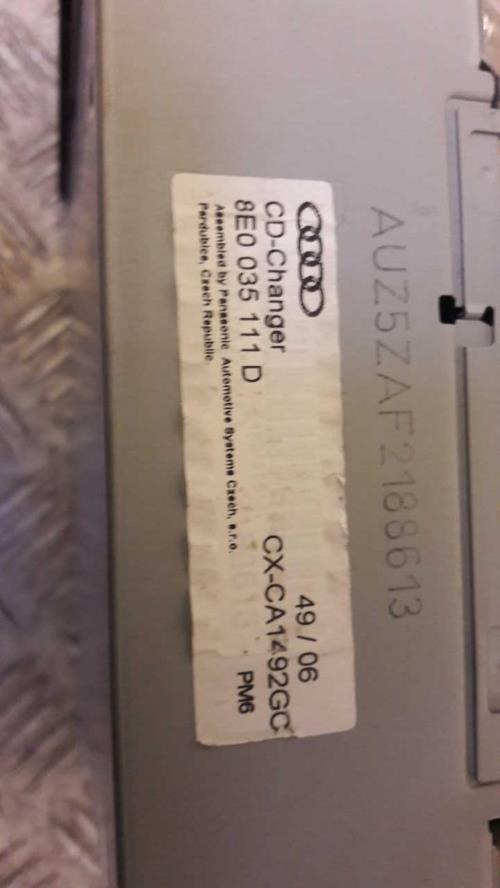 AUZ5ZAF2188613
49 / 06
CD-Changer CX-CA1492GC
8E0 035 111 D PM6
Assembled by Panasonic Automotive Systems Czech, s.r.o.
Pardubice, Czech Republic